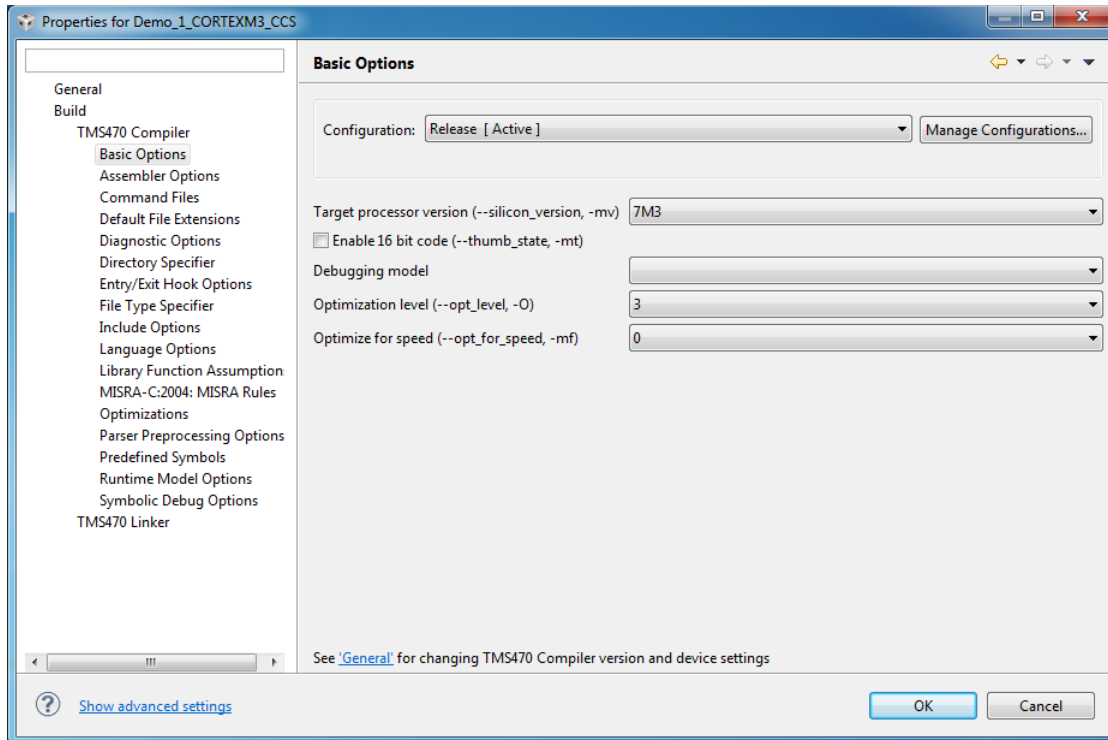 Properties for Demo_1_CORTEXM3_CCS
General
Build
TMS470 Compiler
Basic Options
Assembler Options
Command Files
Default File Extensions
Diagnostic Options
Directory Specifier
Entry/Exit Hook Options
File Type Specifier
Include Options
Language Options
Library Function Assumption
MISRA-C:2004: MISRA Rules
Optimizations
Parser Preprocessing Options
Predefined Symbols
Runtime Model Options
Symbolic Debug Options
TMS470 Linker
Basic Options
Configuration: Release [ Active ] Manage Configurations...
Target processor version (--silicon_version, -mv) 7M3
Enable 16 bit code (--thumb_state, -mt)
Debugging model
Optimization level (--opt_level, -O) 3
Optimize for speed (--opt_for_speed, -mf) 0
See 'General' for changing TMS470 Compiler version and device settings
? Show advanced settings OK Cancel